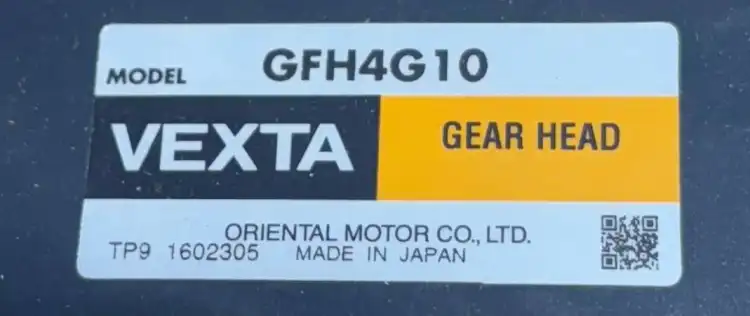 MODEL GFH4G10
VEXTA
GEAR HEAD
ORIENTAL MOTOR CO., LTD.
TP9 1602305 MADE IN JAPAN